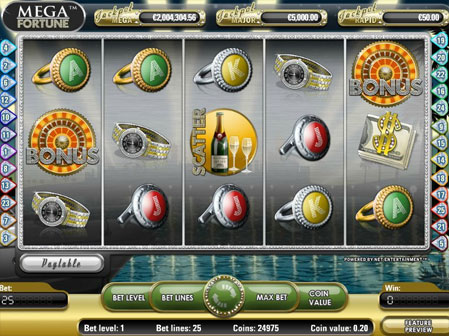 MEGA™
FORTUNE
Jackpot
MEGA
€2,004,304.56
Jackpot
MAJOR
€5,000.00
Jackpot
RAPID
€50.00
A
A
K
BONUS
BONUS
SCATTER
J
J
J
K
A
Paytable
POWERED BY NET ENTERTAINMENT™
Bet:
25
BET LEVEL
BET LINES
MAX BET
COIN
VALUE
Win:
0
Bet level: 1
Bet lines: 25
Coins: 24975
Coin value: 0.20
FEATURE
PREVIEW